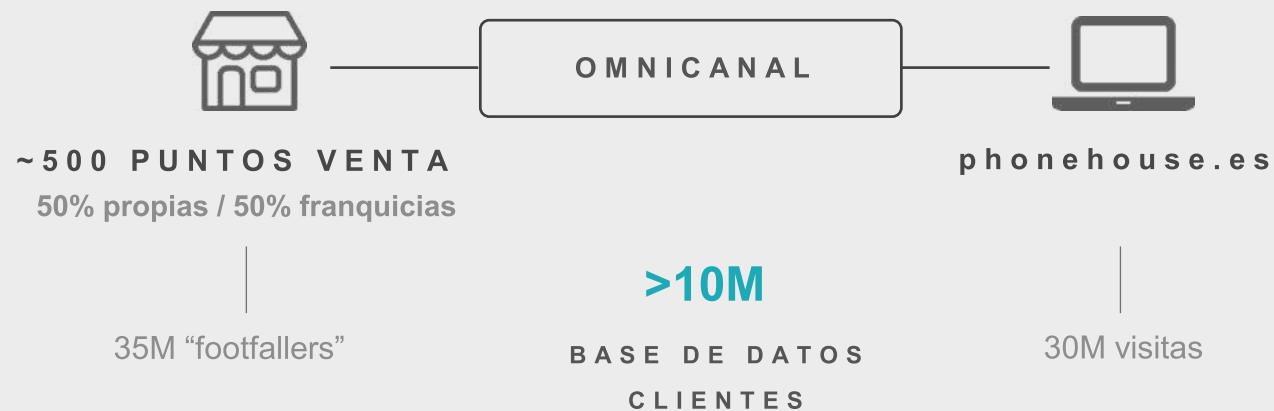 OMNICANAL
~500 PUNTOS VENTA
50% propias / 50% franquicias
phonehouse.es
>10M
35M “footfallers”
BASE DE DATOS
CLIENTES
30M visitas